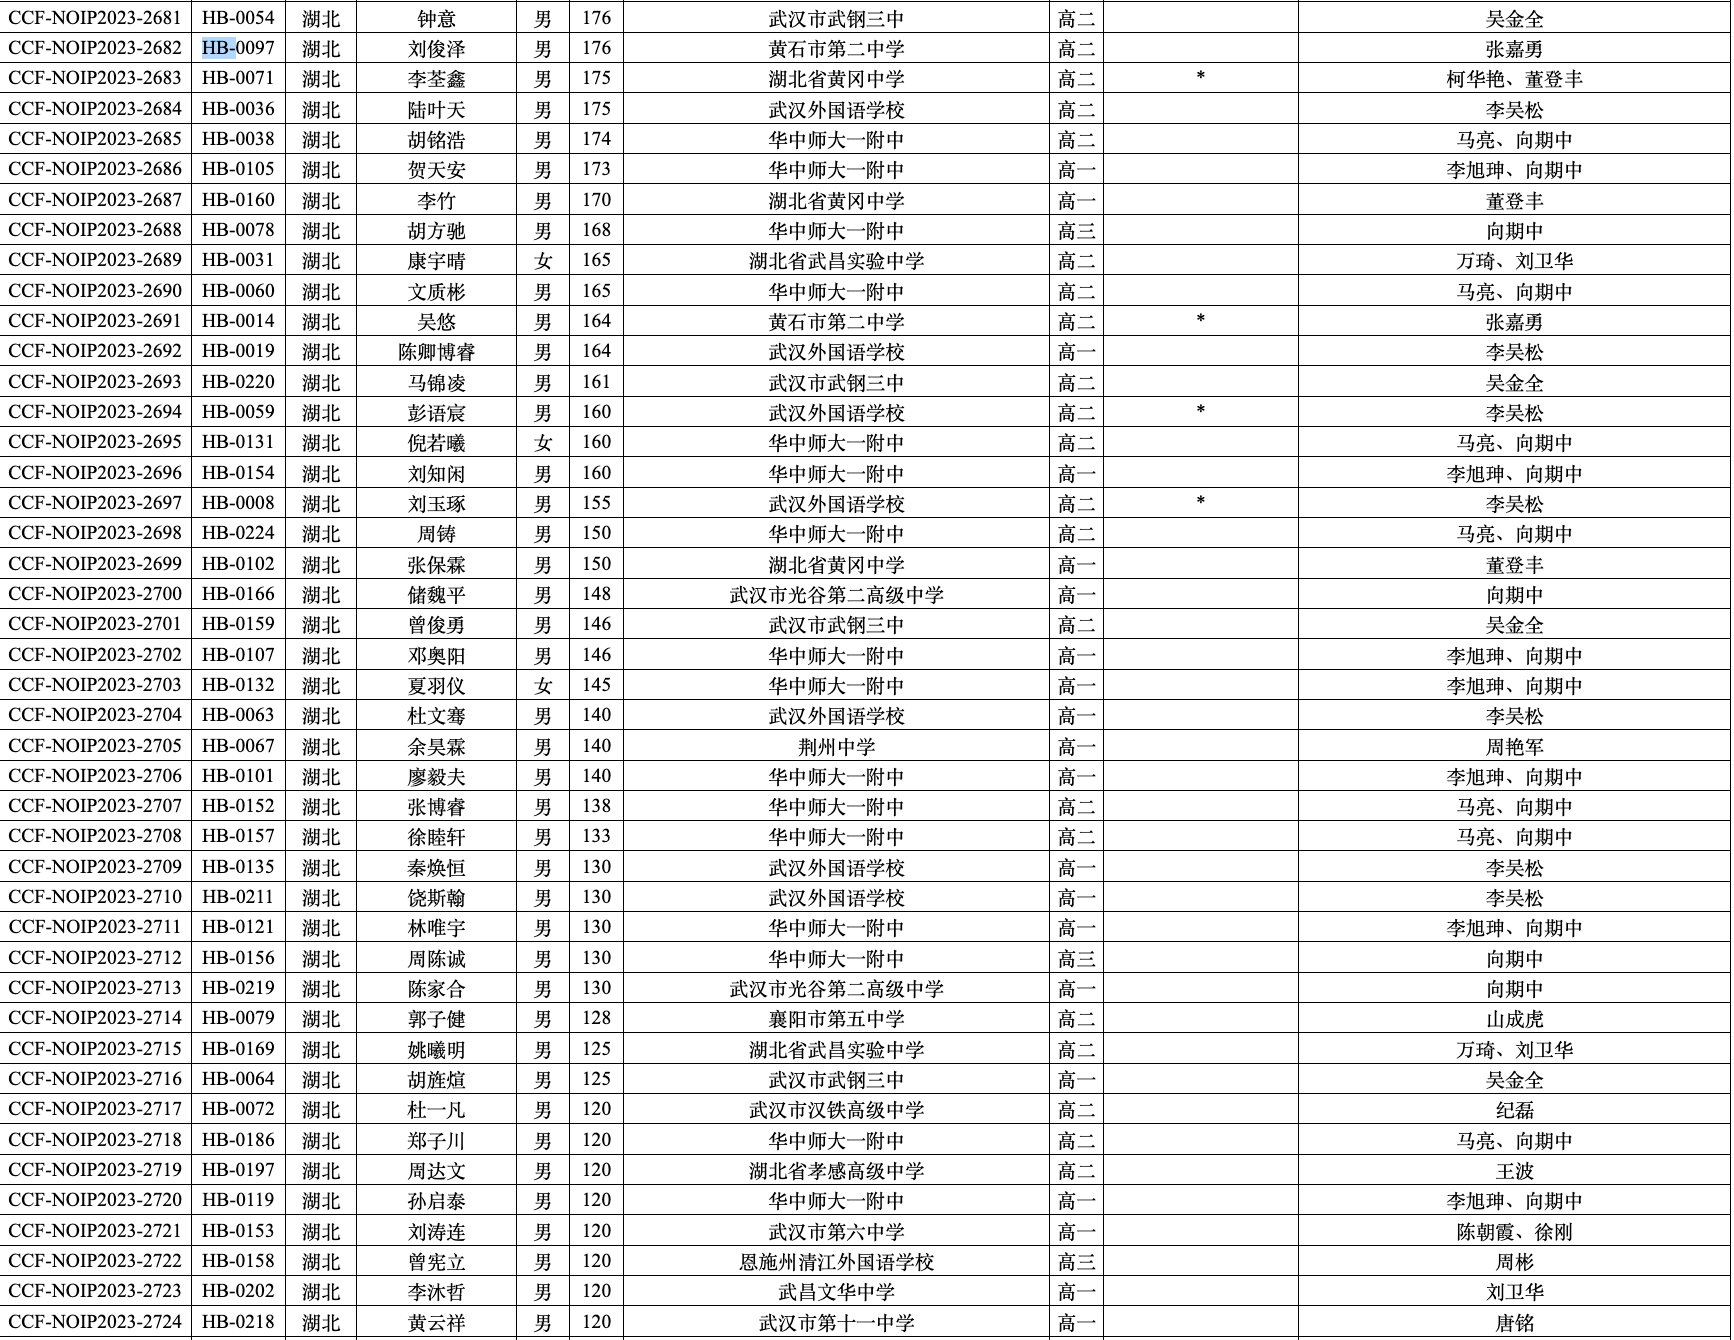 CCF-NOIP2023-2681 HB-0054 湖北 钟意 男 176 武汉市武钢三中 高二 吴金全
CCF-NOIP2023-2682 HB-0097 湖北 刘俊泽 男 176 黄石市第二中学 高二 张嘉勇
CCF-NOIP2023-2683 HB-0071 湖北 李荃鑫 男 175 湖北省黄冈中学 高二 * 柯华艳、董登丰
CCF-NOIP2023-2684 HB-0036 湖北 陆叶天 男 175 武汉外国语学校 高二 李吴松
CCF-NOIP2023-2685 HB-0038 湖北 胡铭浩 男 174 华中师大一附中 高二 马亮、向期中
CCF-NOIP2023-2686 HB-0105 湖北 贺天安 男 173 华中师大一附中 高一 李旭珅、向期中
CCF-NOIP2023-2687 HB-0160 湖北 李竹 男 170 湖北省黄冈中学 高一 董登丰
CCF-NOIP2023-2688 HB-0078 湖北 胡方驰 男 168 华中师大一附中 高三 向期中
CCF-NOIP2023-2689 HB-0031 湖北 康宇晴 女 165 湖北省武昌实验中学 高二 万琦、刘卫华
CCF-NOIP2023-2690 HB-0060 湖北 文质彬 男 165 华中师大一附中 高二 马亮、向期中
CCF-NOIP2023-2691 HB-0014 湖北 吴悠 男 164 黄石市第二中学 高二 * 张嘉勇
CCF-NOIP2023-2692 HB-0019 湖北 陈卿博睿 男 164 武汉外国语学校 高一 李吴松
CCF-NOIP2023-2693 HB-0220 湖北 马锦凌 男 161 武汉市武钢三中 高二 吴金全
CCF-NOIP2023-2694 HB-0059 湖北 彭语宸 男 160 武汉外国语学校 高二 * 李吴松
CCF-NOIP2023-2695 HB-0131 湖北 倪若曦 女 160 华中师大一附中 高二 马亮、向期中
CCF-NOIP2023-2696 HB-0154 湖北 刘知闲 男 160 华中师大一附中 高一 李旭珅、向期中
CCF-NOIP2023-2697 HB-0008 湖北 刘玉琢 男 155 武汉外国语学校 高二 * 李吴松
CCF-NOIP2023-2698 HB-0224 湖北 周铸 男 150 华中师大一附中 高二 马亮、向期中
CCF-NOIP2023-2699 HB-0102 湖北 张保霖 男 150 湖北省黄冈中学 高一 董登丰
CCF-NOIP2023-2700 HB-0166 湖北 储魏平 男 148 武汉市光谷第二高级中学 高一 向期中
CCF-NOIP2023-2701 HB-0159 湖北 曾俊勇 男 146 武汉市武钢三中 高二 吴金全
CCF-NOIP2023-2702 HB-0107 湖北 邓奥阳 男 146 华中师大一附中 高一 李旭珅、向期中
CCF-NOIP2023-2703 HB-0132 湖北 夏羽仪 女 145 华中师大一附中 高一 李旭珅、向期中
CCF-NOIP2023-2704 HB-0063 湖北 杜文骞 男 140 武汉外国语学校 高一 李吴松
CCF-NOIP2023-2705 HB-0067 湖北 余昊霖 男 140 荆州中学 高一 周艳军
CCF-NOIP2023-2706 HB-0101 湖北 廖毅夫 男 140 华中师大一附中 高一 李旭珅、向期中
CCF-NOIP2023-2707 HB-0152 湖北 张博睿 男 138 华中师大一附中 高二 马亮、向期中
CCF-NOIP2023-2708 HB-0157 湖北 徐睦轩 男 133 华中师大一附中 高二 马亮、向期中
CCF-NOIP2023-2709 HB-0135 湖北 秦焕恒 男 130 武汉外国语学校 高一 李吴松
CCF-NOIP2023-2710 HB-0211 湖北 饶斯翰 男 130 武汉外国语学校 高一 李吴松
CCF-NOIP2023-2711 HB-0121 湖北 林唯宇 男 130 华中师大一附中 高一 李旭珅、向期中
CCF-NOIP2023-2712 HB-0156 湖北 周陈诚 男 130 华中师大一附中 高三 向期中
CCF-NOIP2023-2713 HB-0219 湖北 陈家合 男 130 武汉市光谷第二高级中学 高一 向期中
CCF-NOIP2023-2714 HB-0079 湖北 郭子健 男 128 襄阳市第五中学 高二 山成虎
CCF-NOIP2023-2715 HB-0169 湖北 姚曦明 男 125 湖北省武昌实验中学 高二 万琦、刘卫华
CCF-NOIP2023-2716 HB-0064 湖北 胡旌煊 男 125 武汉市武钢三中 高一 吴金全
CCF-NOIP2023-2717 HB-0072 湖北 杜一凡 男 120 武汉市汉铁高级中学 高二 纪磊
CCF-NOIP2023-2718 HB-0186 湖北 郑子川 男 120 华中师大一附中 高二 马亮、向期中
CCF-NOIP2023-2719 HB-0197 湖北 周达文 男 120 湖北省孝感高级中学 高二 王波
CCF-NOIP2023-2720 HB-0119 湖北 孙启泰 男 120 华中师大一附中 高一 李旭珅、向期中
CCF-NOIP2023-2721 HB-0153 湖北 刘涛连 男 120 武汉市第六中学 高一 陈朝霞、徐刚
CCF-NOIP2023-2722 HB-0158 湖北 曾宪立 男 120 恩施州清江外国语学校 高三 周彬
CCF-NOIP2023-2723 HB-0202 湖北 李沐哲 男 120 武昌文华中学 高一 刘卫华
CCF-NOIP2023-2724 HB-0218 湖北 黄云祥 男 120 武汉市第十一中学 高一 唐铭